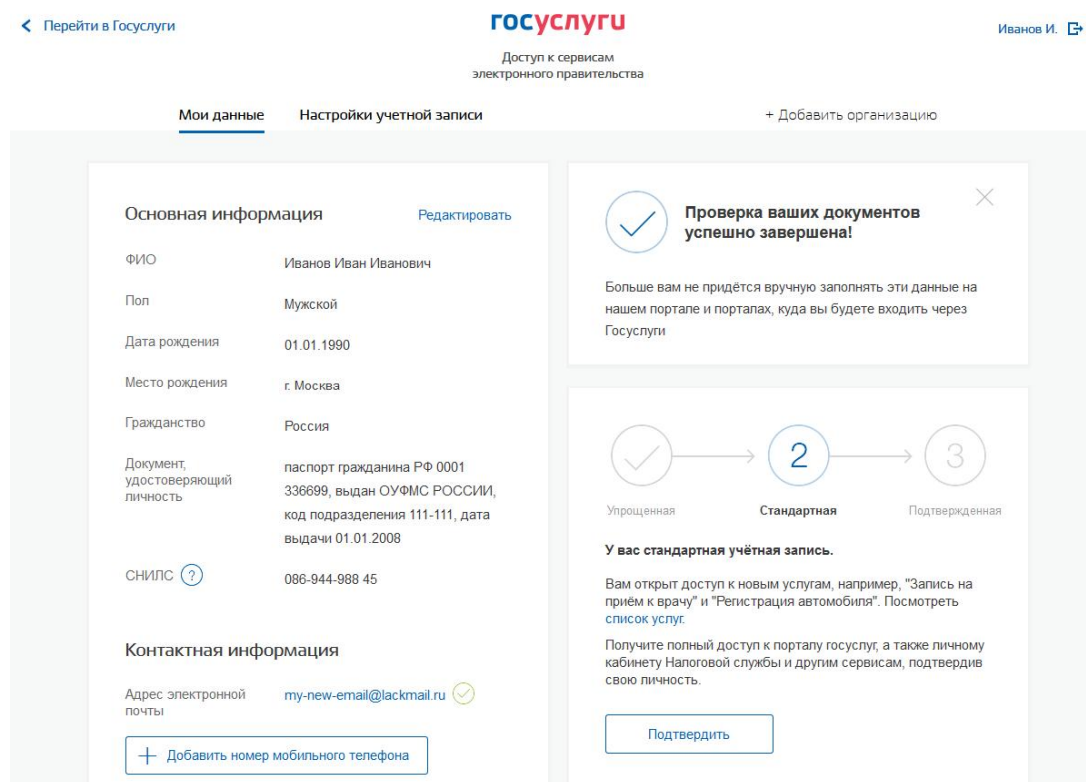 Перейти в Госуслуги
госуслуги
Иванов И.
Доступ к сервисам
электронного правительства
Мои данные
Настройки учетной записи
+ Добавить организацию
Основная информация
Редактировать
ФИО
Иванов Иван Иванович
Пол
Мужской
Дата рождения
01.01.1990
Место рождения
г. Москва
Гражданство
Россия
Документ,
удостоверяющий
личность
паспорт гражданина РФ 0001
336699, выдан ОУФМС РОССИИ,
код подразделения 111-111, дата
выдачи 01.01.2008
СНИЛС ?
086-944-988 45
Контактная информация
Адрес электронной
почты
my-new-email@lackmail.ru
Добавить номер мобильного телефона
Проверка ваших документов
успешно завершена!
Больше вам не придётся вручную заполнять эти данные на
нашем портале и порталах, куда вы будете входить через
Госуслуги
2
3
Упрощенная
Стандартная
Подтвержденная
У вас стандартная учётная запись.
Вам открыт доступ к новым услугам, например, "Запись на
приём к врачу" и "Регистрация автомобиля". Посмотреть
список услуг.
Получите полный доступ к порталу госуслуг, а также личному
кабинету Налоговой службы и другим сервисам, подтвердив
свою личность.
Подтвердить